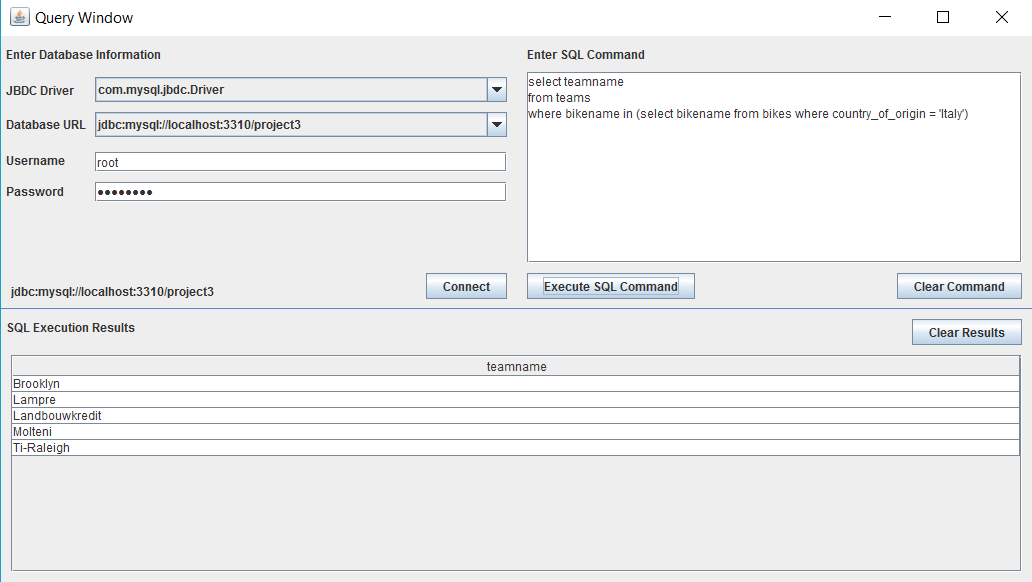 Query Window
Enter Database Information
JBDC Driver
com.mysql.jbdc.Driver
Database URL
jdbc:mysql://localhost:3310/project3
Username
root
Password
••••••••
jdbc:mysql://localhost:3310/project3
Connect
Enter SQL Command
select teamname
from teams
where bikename in (select bikename from bikes where country_of_origin = 'Italy')
Execute SQL Command
Clear Command
SQL Execution Results
Clear Results
teamname
Brooklyn
Lampre
Landbouwkredit
Molteni
Ti-Raleigh